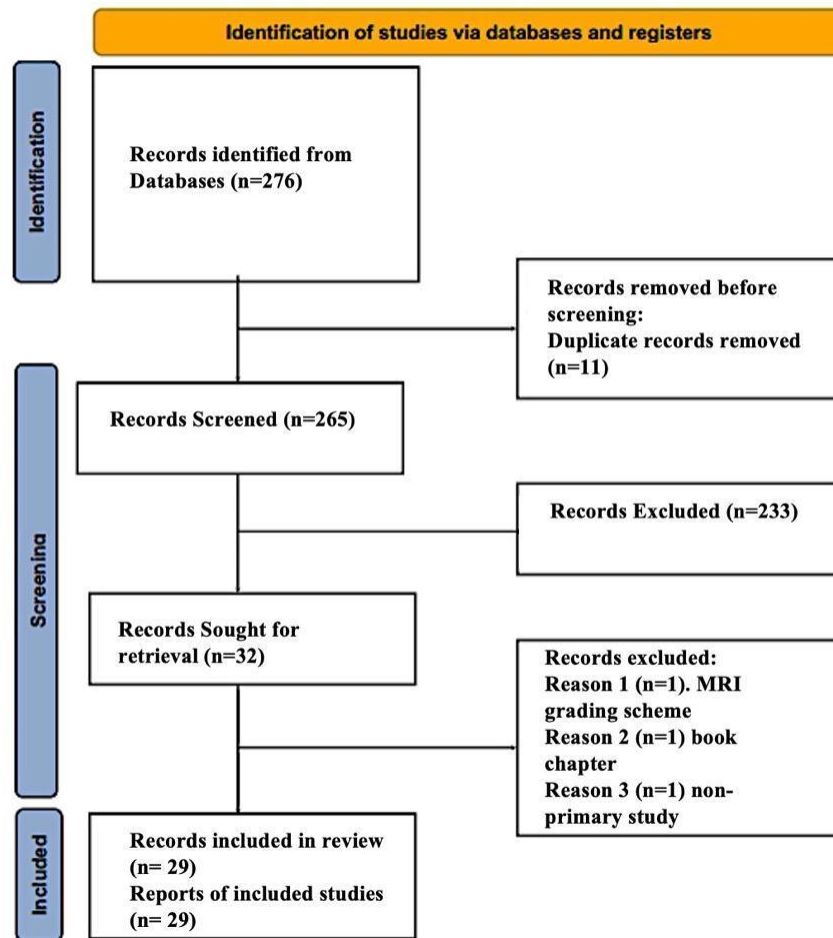 Identification of studies via databases and registers
Identification
Records identified from
Databases (n=276)
Records removed before
screening:
Duplicate records removed
(n=11)
Screening
Records Screened (n=265)
Records Excluded (n=233)
Records Sought for
retrieval (n=32)
Records excluded:
Reason 1 (n=1). MRI
grading scheme
Reason 2 (n=1) book
chapter
Reason 3 (n=1) non-
primary study
Included
Records included in review
(n= 29)
Reports of included studies
(n= 29)